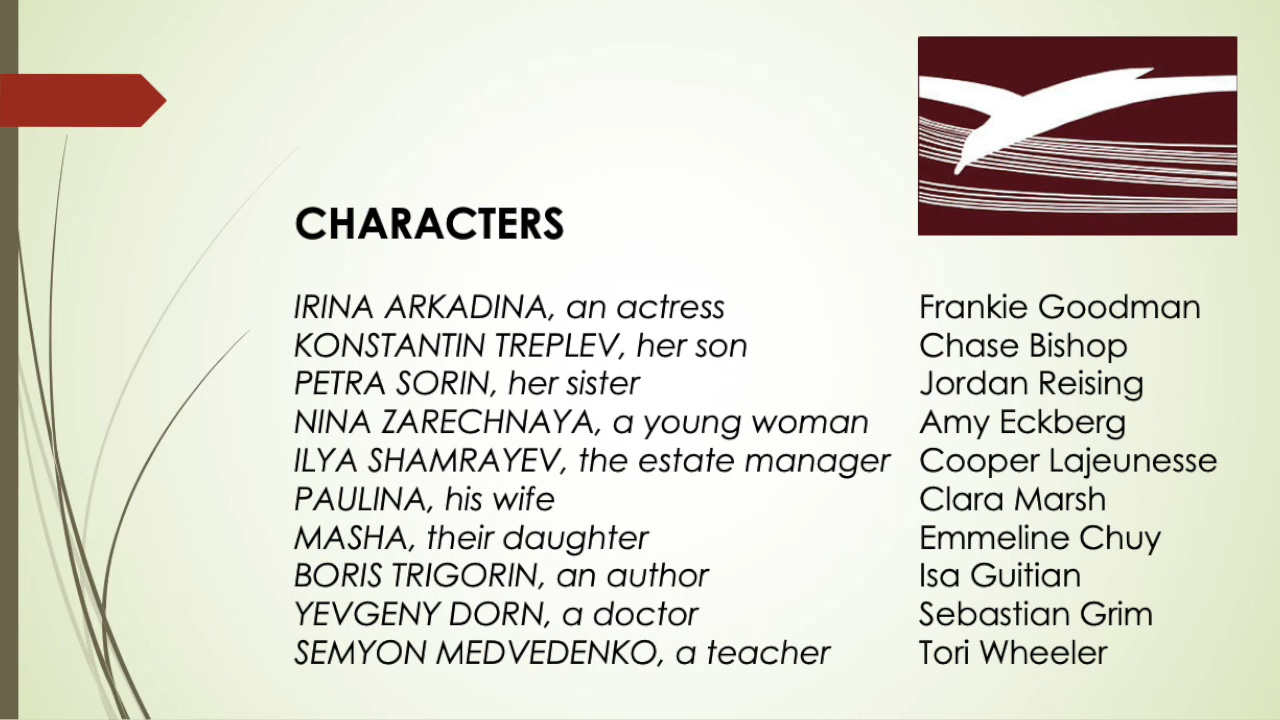 CHARACTERS
IRINA ARKADINA, an actress Frankie Goodman
KONSTANTIN TREPLEV, her son Chase Bishop
PETRA SORIN, her sister Jordan Reising
NINA ZARECHNAYA, a young woman Amy Eckberg
ILYA SHAMRAYEV, the estate manager Cooper Lajeunesse
PAULINA, his wife Clara Marsh
MASHA, their daughter Emmeline Chuy
BORIS TRIGORIN, an author Isa Guitian
YEVGENY DORN, a doctor Sebastian Grim
SEMYON MEDVEDENKO, a teacher Tori Wheeler